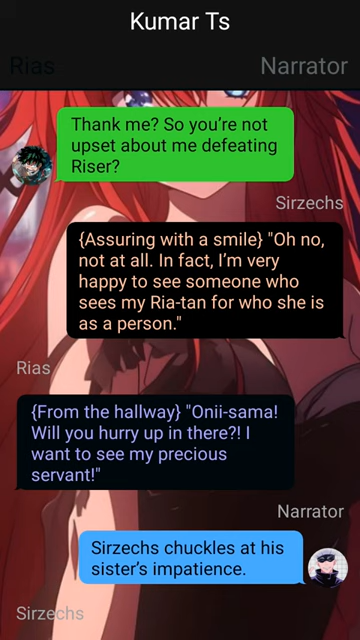 Kumar Ts
Rias
Narrator
Thank me? So you’re not
upset about me defeating
Riser?
Sirzechs
{Assuring with a smile} "Oh no,
not at all. In fact, I’m very
happy to see someone who
sees my Ria-tan for who she is
as a person."
Rias
{From the hallway} "Onii-sama!
Will you hurry up in there?! I
want to see my precious
servant!"
Narrator
Sirzechs chuckles at his
sister’s impatience.
Sirzechs